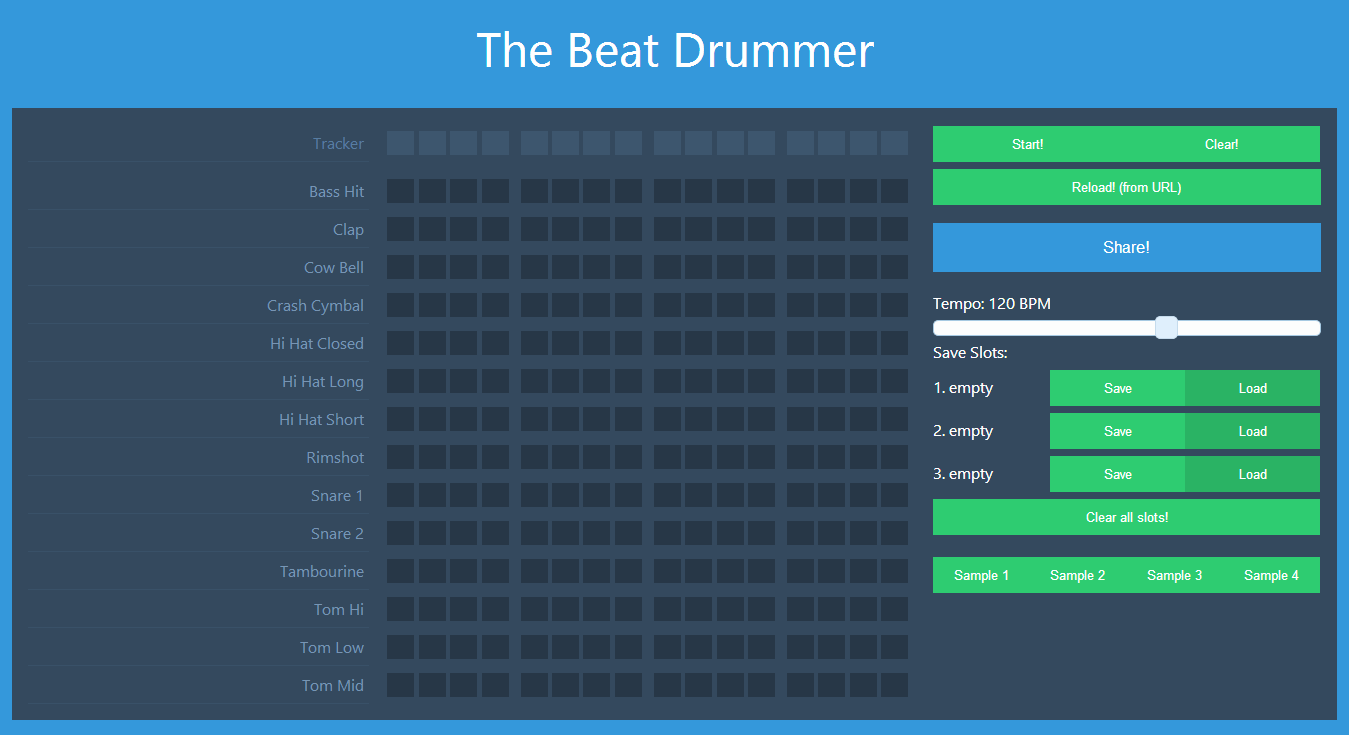 The Beat Drummer
Tracker
Bass Hit
Clap
Cow Bell
Crash Cymbal
Hi Hat Closed
Hi Hat Long
Hi Hat Short
Rimshot
Snare 1
Snare 2
Tambourine
Tom Hi
Tom Low
Tom Mid
Start! Clear!
Reload! (from URL)
Share!
Tempo: 120 BPM
Save Slots:
1. empty Save Load
2. empty Save Load
3. empty Save Load
Clear all slots!
Sample 1 Sample 2 Sample 3 Sample 4